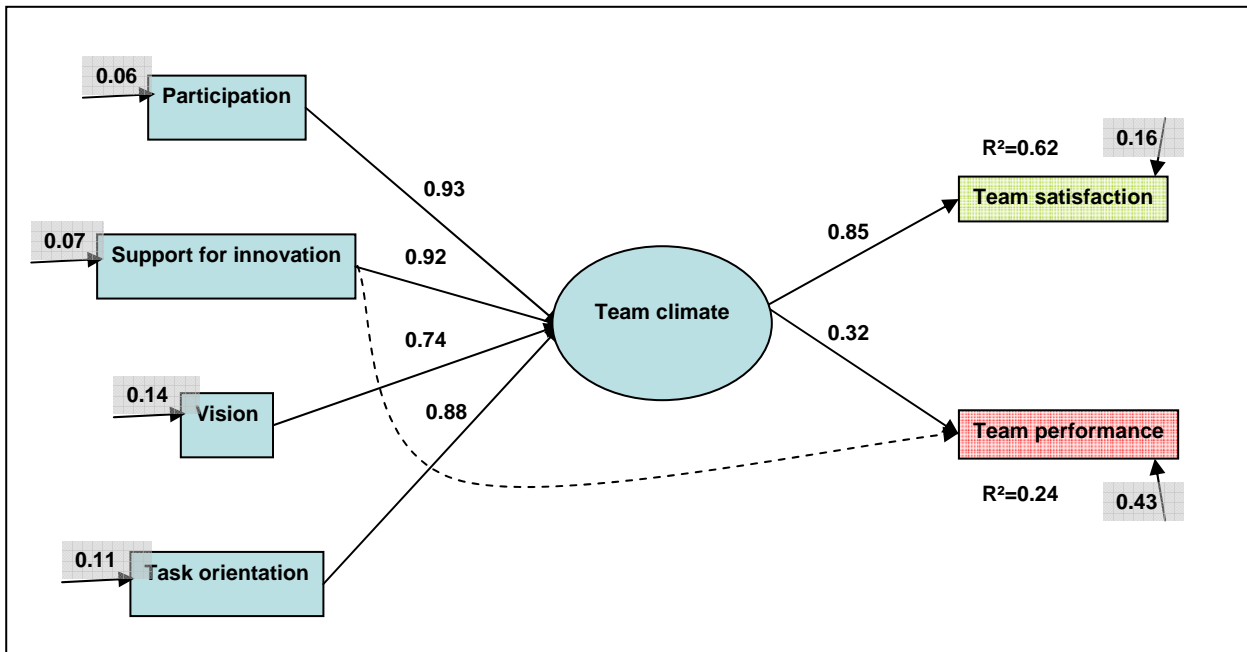 0.06
Participation
0.93
0.07
Support for innovation
0.92
0.14
Vision
0.74
0.11
Task orientation
0.88
Team climate
0.85
0.32
R²=0.62
0.16
Team satisfaction
Team performance
R²=0.24
0.43